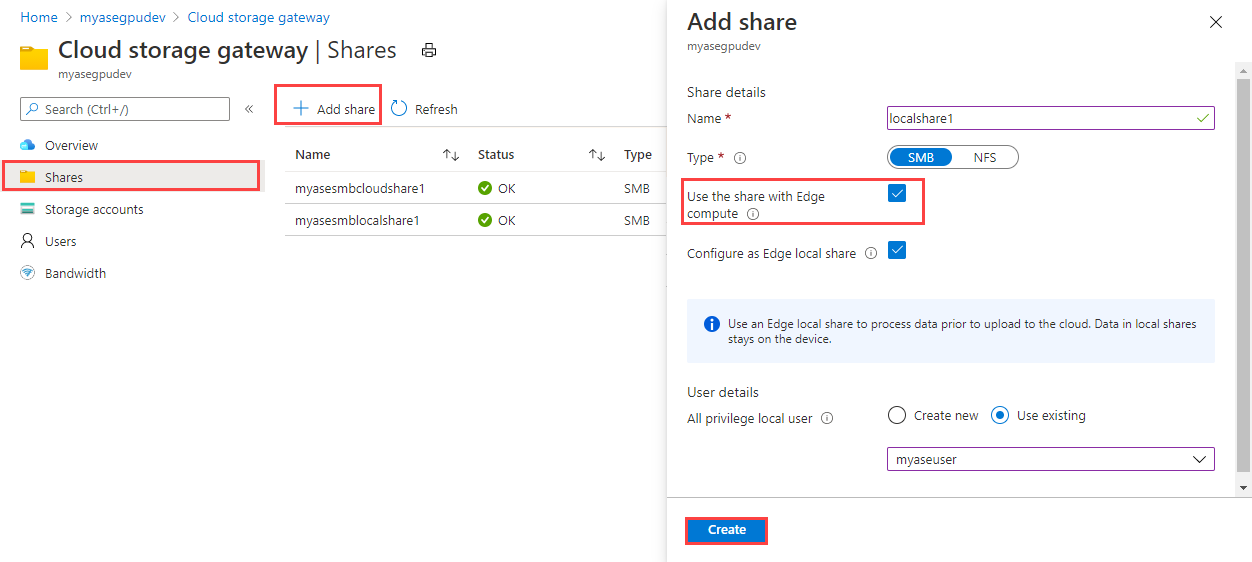 Home > myasegpudev > Cloud storage gateway
Cloud storage gateway | Shares
myasegpudev
Search (Ctrl+/)
«
Overview
Shares
Storage accounts
Users
Bandwidth
+ Add share
Refresh
Name ↑↓ Status ↑↓ Type
myasesmbcloudshare1 OK SMB
myasesmblocalshare1 OK SMB
Add share
myasegpudev
Share details
Name * localshare1
Type * SMB NFS
Use the share with Edge
compute
Configure as Edge local share
Use an Edge local share to process data prior to upload to the cloud. Data in local shares
stays on the device.
User details
All privilege local user Create new Use existing
myaseuser
Create